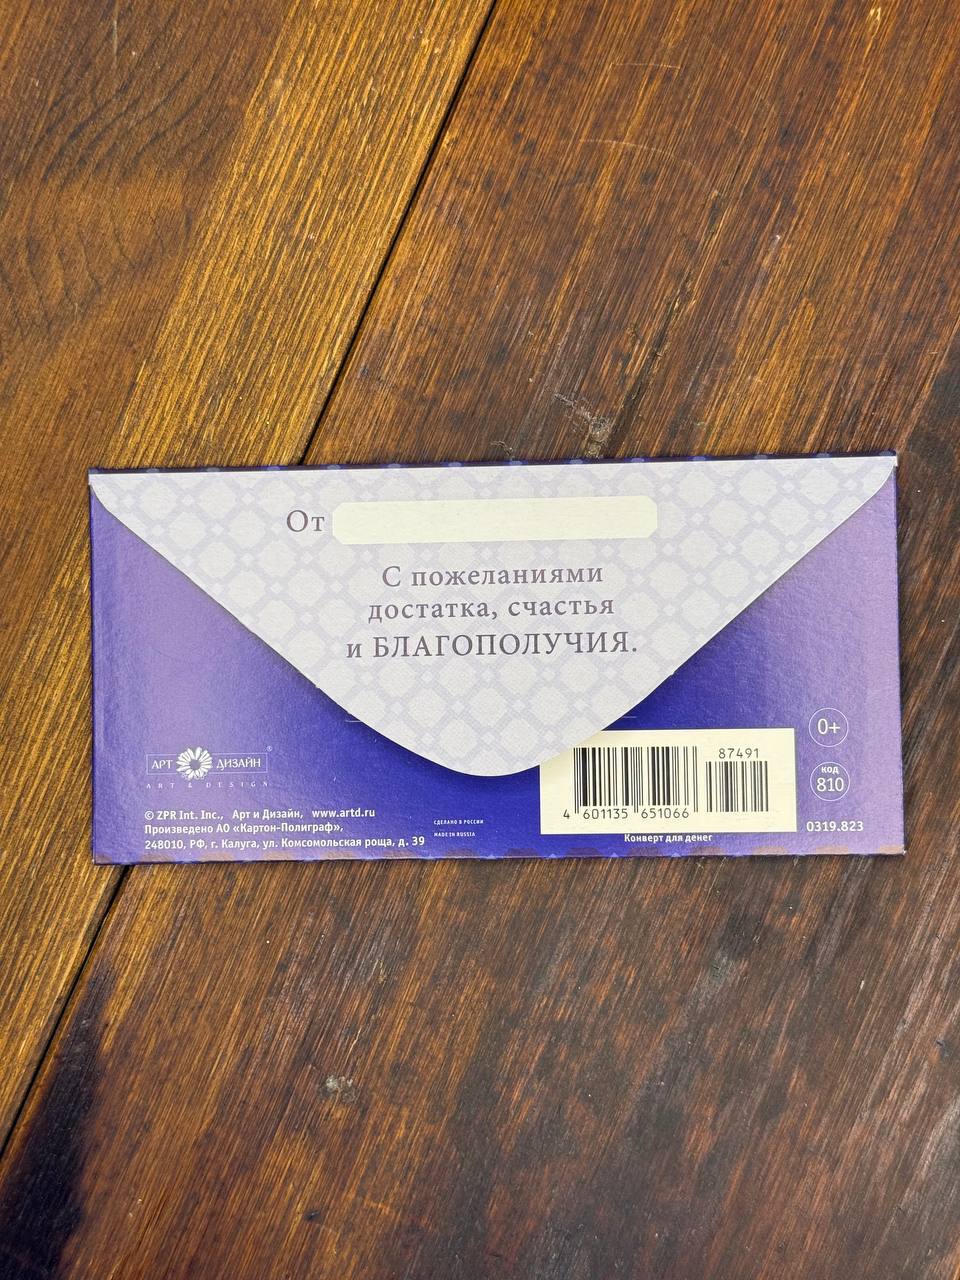 От
С пожеланиями
достатка, счастья
и БЛАГОПОЛУЧИЯ.
АРТ ДИЗАЙН ®
ART & DESIGN
© ZPR Int. Inc., Арт и Дизайн, www.artd.ru
Произведено АО «Картон-Полиграф»,
248010, РФ, г. Калуга, ул. Комсомольская роща, д. 39
СДЕЛАНО В РОССИИ
MADE IN RUSSIA
87491
4 601135 651066
Конверт для денег
0+
код
810
0319.823